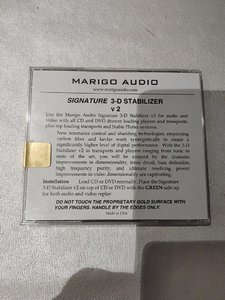 MARIGO AUDIO
www.marigoaudio.com
SIGNATURE 3-D STABILIZER
v 2
Use the Marigo Audio Signature 3-D Stabilizer v2 for audio and
video with all CD and DVD drawer loading players and transports,
plus top loading transports and Stable Platter systems.
New resonance control and shielding technologies, employing
carbon fiber and kevlar work synergistically to create a
significantly higher level of digital performance. With the 3-D
Stabilizer v2 in transports and players ranging from basic to
state of the art, you will be amazed by the dramatic
improvements in dimensionality, inner detail, bass definition,
high frequency purity, and ultimate resolving power
improvements in video dimensionality are captivating.
Installation Load CD or DVD normally. Place the Signature
3-D Stabilizer v2 on top of CD or DVD with the GREEN side up
for both audio and video replay.
DO NOT TOUCH THE PROPRIETARY GOLD SURFACE WITH
YOUR FINGERS. HANDLE BY THE EDGES ONLY.
Made in USA